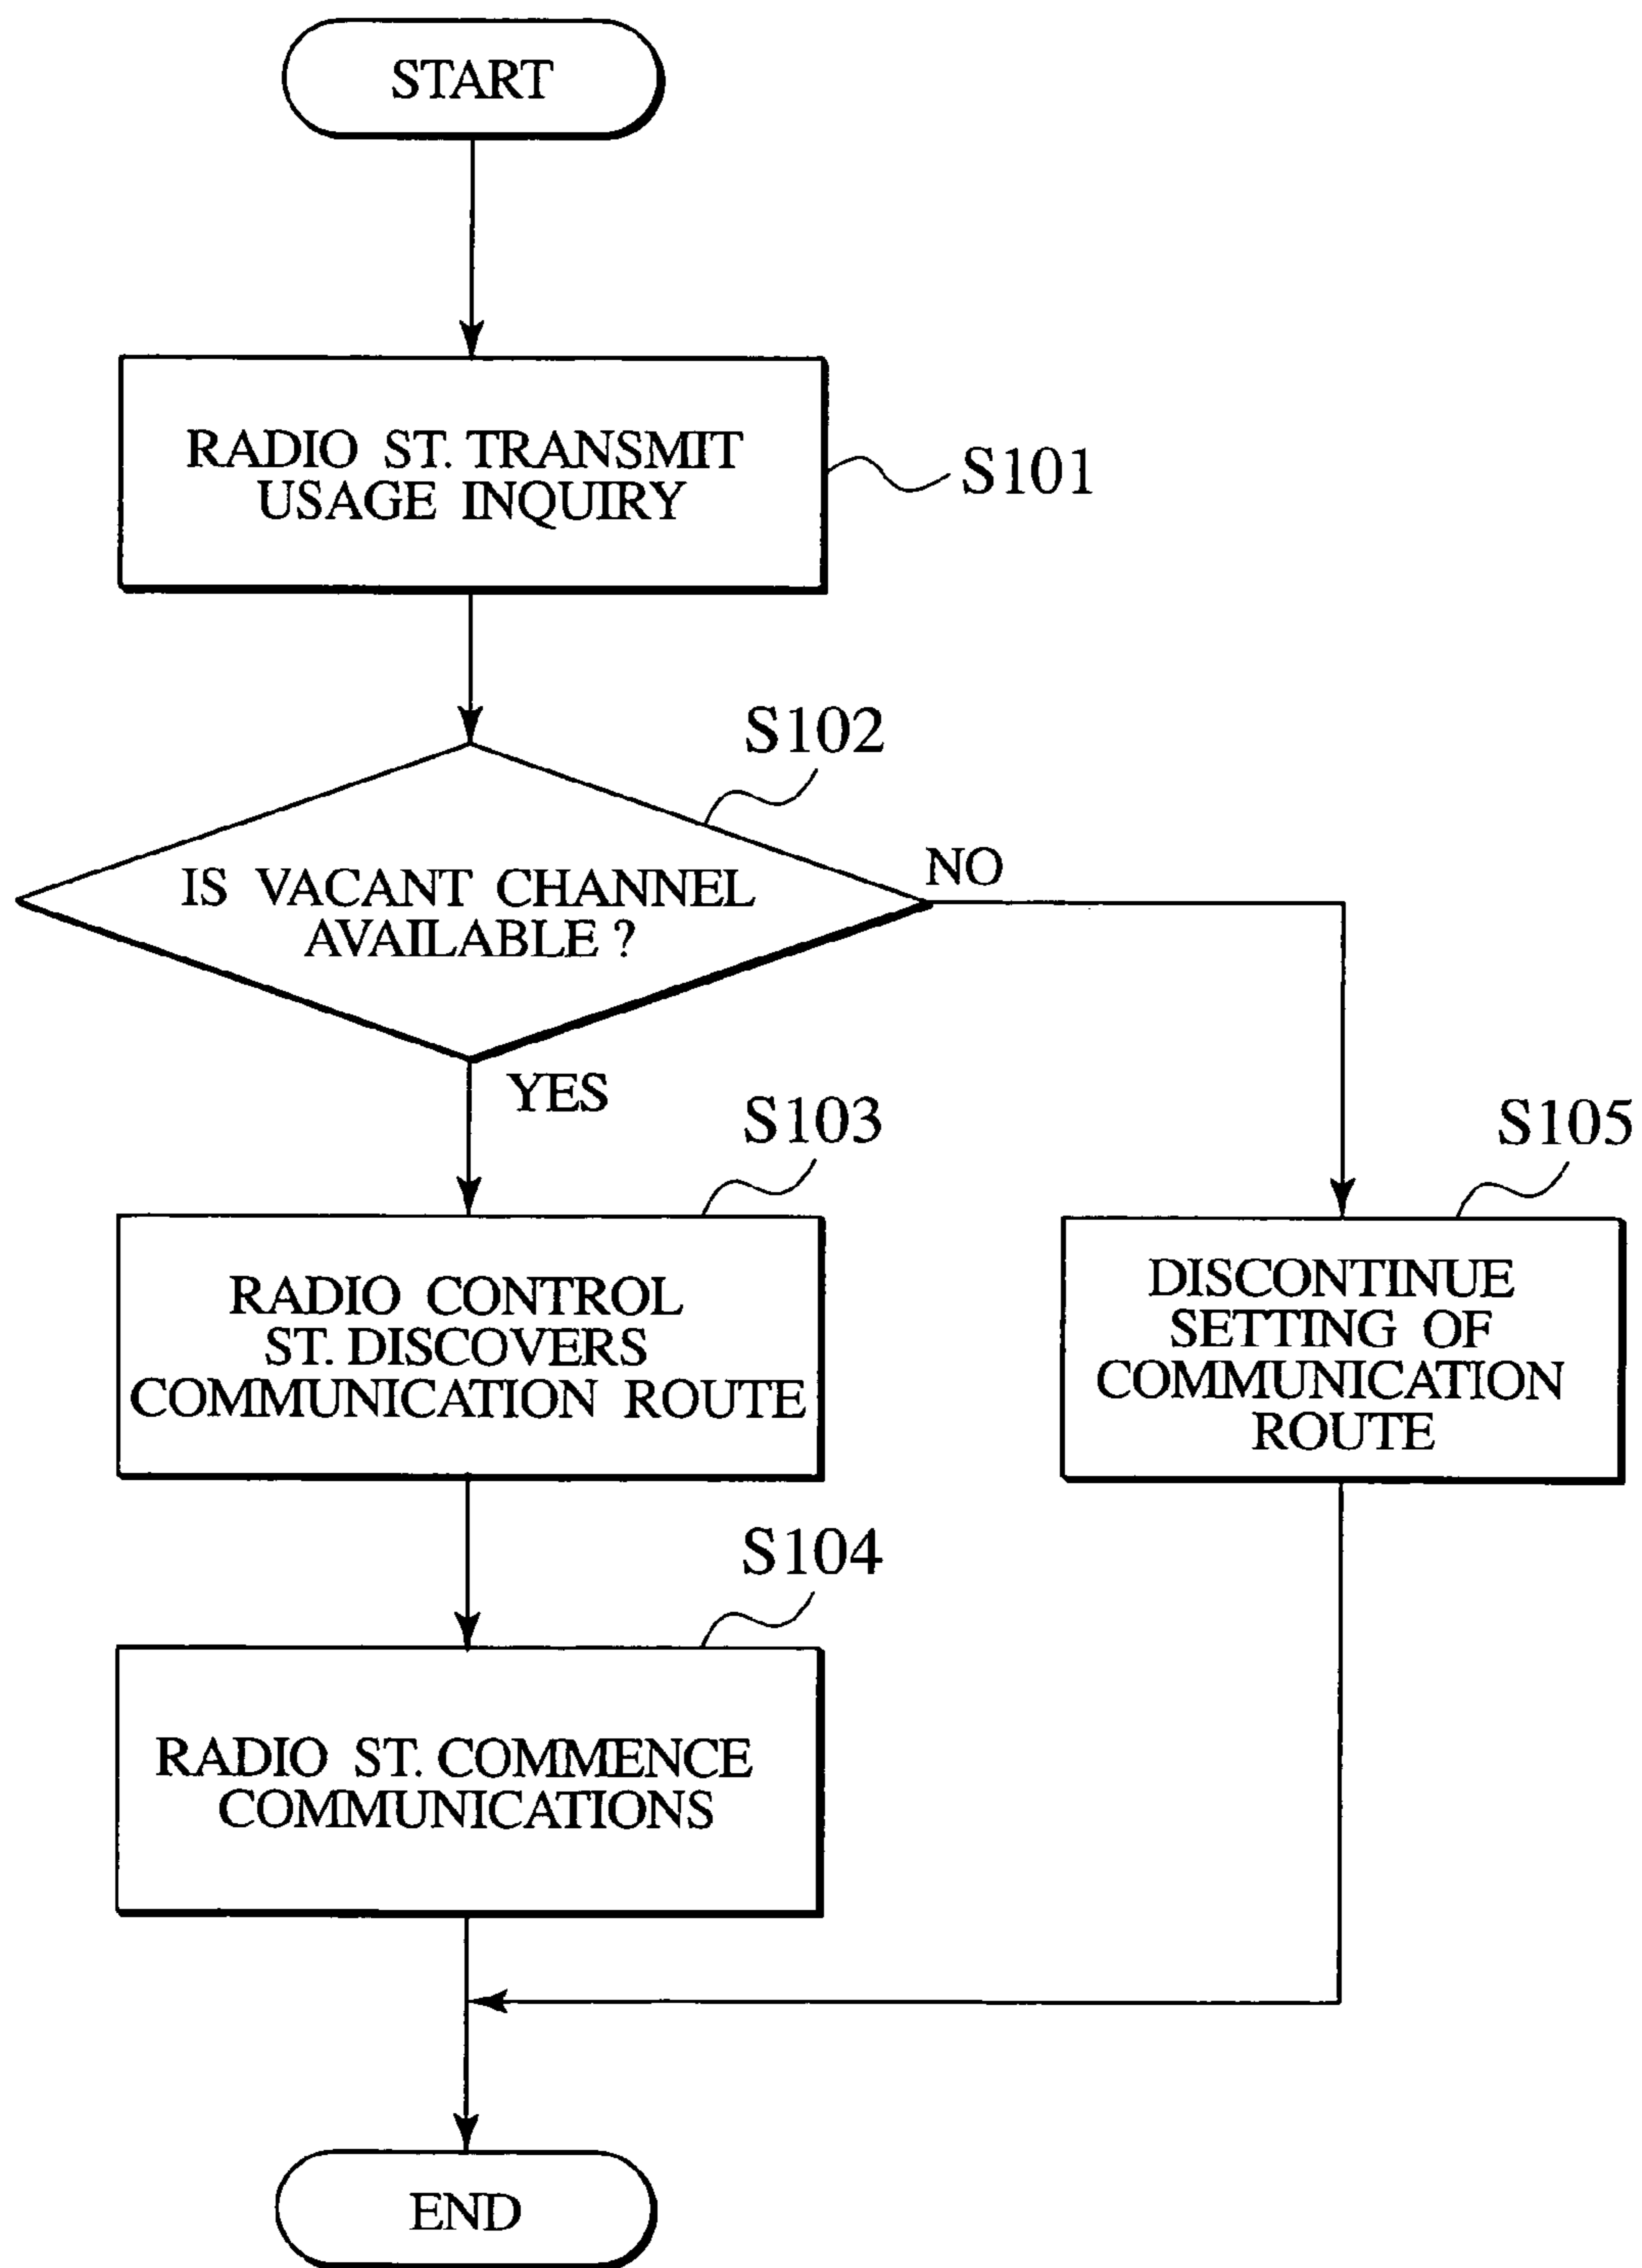 START
RADIO ST. TRANSMIT
USAGE INQUIRY
S101
S102
IS VACANT CHANNEL
AVAILABLE ?
NO
YES
S103
RADIO CONTROL
ST. DISCOVERS
COMMUNICATION ROUTE
S105
DISCONTINUE
SETTING OF
COMMUNICATION
ROUTE
S104
RADIO ST. COMMENCE
COMMUNICATIONS
END